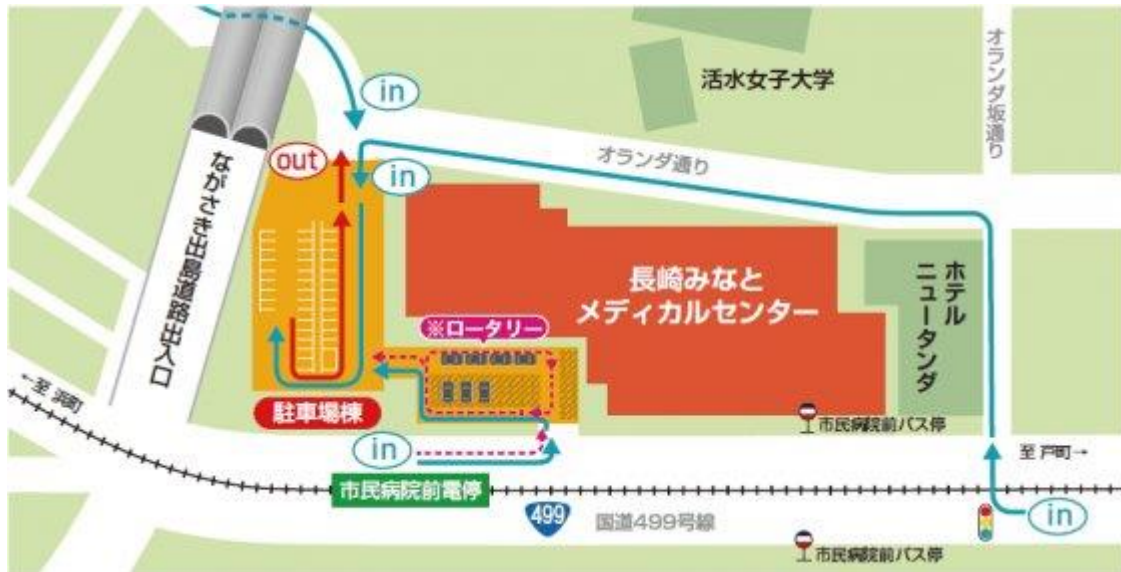 活水女子大学
オランダ坂通り
in
out
in
オランダ通り
ながさき出島道路出入口
長崎みなと
メディカルセンター
ホテル
ニュータンダ
※ロータリー
←至 浜町
駐車場棟
市民病院前バス停
in
至 戸町→
市民病院前電停
499
国道499号線
in
市民病院前バス停